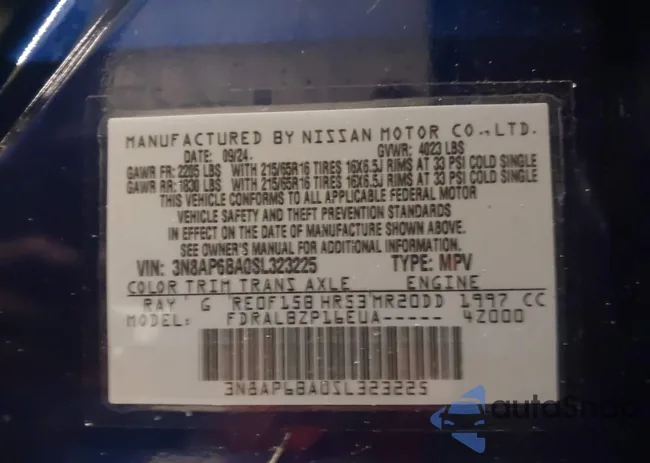 MANUFACTURED BY NISSAN MOTOR CO., LTD.
DATE: 09/24 GVWR: 4023 LBS
GAWR FR: 2205 LBS WITH 215/65R16 TIRES 16X6.5J RIMS AT 33 PSI COLD SINGLE
GAWR RR: 1830 LBS WITH 215/65R16 TIRES 16X6.5J RIMS AT 33 PSI COLD SINGLE
THIS VEHICLE CONFORMS TO ALL APPLICABLE FEDERAL MOTOR
VEHICLE SAFETY AND THEFT PREVENTION STANDARDS
IN EFFECT ON THE DATE OF MANUFACTURE SHOWN ABOVE.
SEE OWNER'S MANUAL FOR ADDITIONAL INFORMATION.
VIN: 3N8AP6BA0SL323225 TYPE: MPV
COLOR TRIM TRANS AXLE ENGINE
RAY G RE0F15B HR53 MR20DD 1997 CC
MODEL: FDRALBZP16EUA----- 4Z000
3N8AP6BA0SL323225
autoSnap